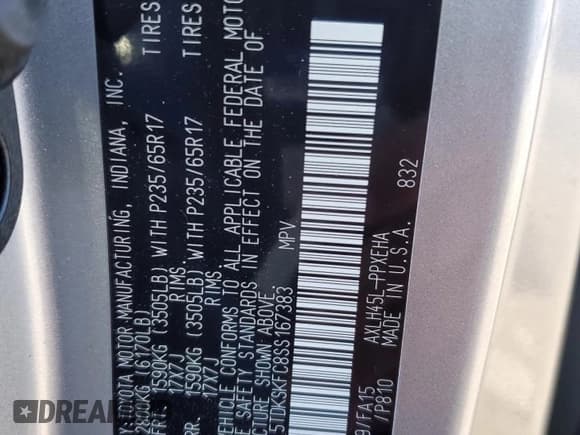 TOYOTA MOTOR MANUFACTURING, INDIANA, INC.
2800KG (6170LB)
1590KG (3505LB) WITH P235/65R17 TIRES
17X7J RIMS
RR. 1590KG (3505LB) WITH P235/65R17 TIRES
17X7J RIMS
VEHICLE CONFORMS TO ALL APPLICABLE FEDERAL MOTOR
SAFETY STANDARDS IN EFFECT ON THE DATE OF
SHOWN ABOVE.
5TDKSKFC8SS167383 MPV
AXLH45L-PPXEHA 832
MADE IN U.S.A.
/FA15
/P810
DREAM